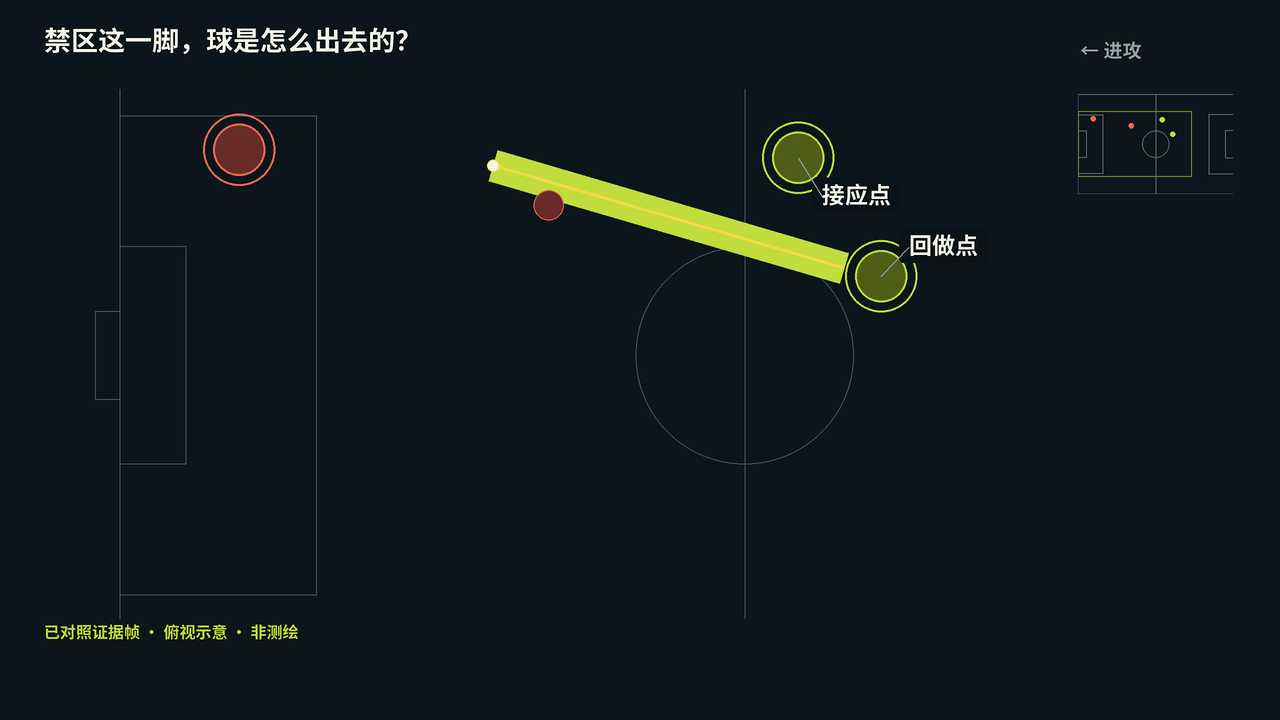 禁区这一脚，球是怎么出去的？
← 进攻
接应点
回做点
已对照证据帧 · 俯视示意 · 非测绘